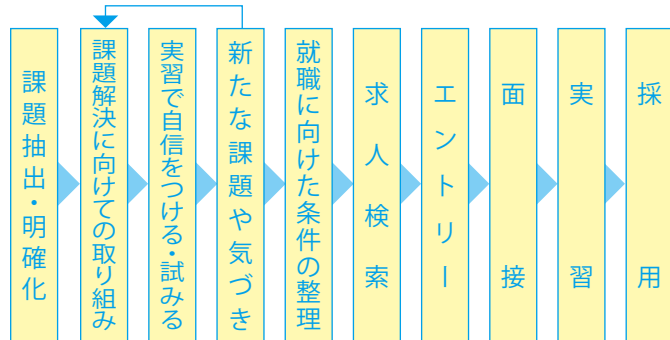 課題抽出・明確化
課題解決に向けての取り組み
実習で自信をつける・試みる
新たな課題や気づき
就職に向けた条件の整理
求人検索
エントリー
面接
実習
採用